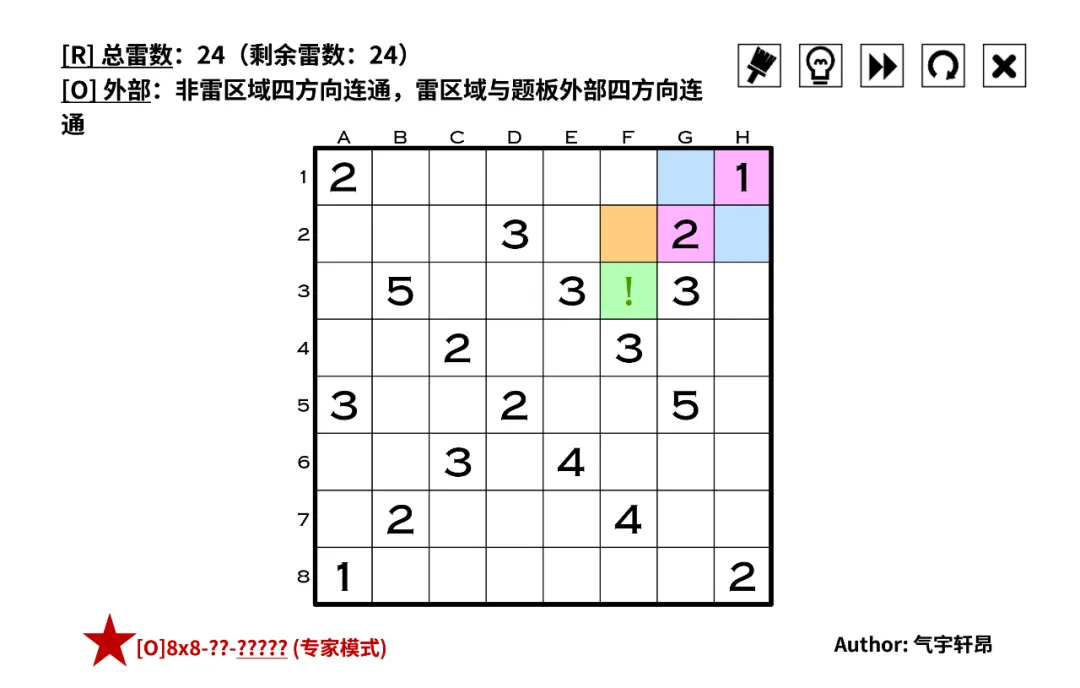 [R] 总雷数：24（剩余雷数：24）
[O] 外部：非雷区域四方向连通，雷区域与题板外部四方向连
通
A B C D E F G H
1 2 1
2 3 2
3 5 3 ! 3
4 2 3
5 3 2 5
6 3 4
7 2 4
8 1 2
[O]8x8-??-????? (专家模式)
Author: 气宇轩昂